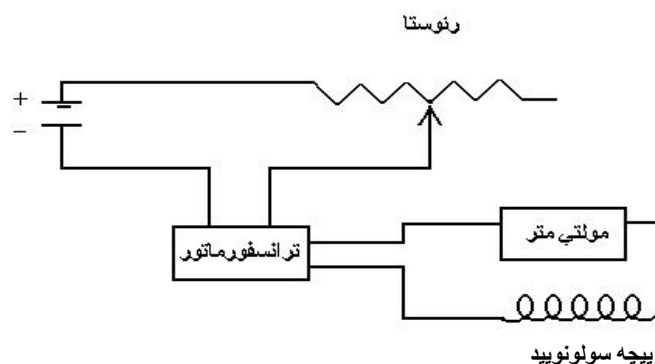 رئوستا
+
−
ترانسفورماتور
مولتي متر
پيچه سولونوييد